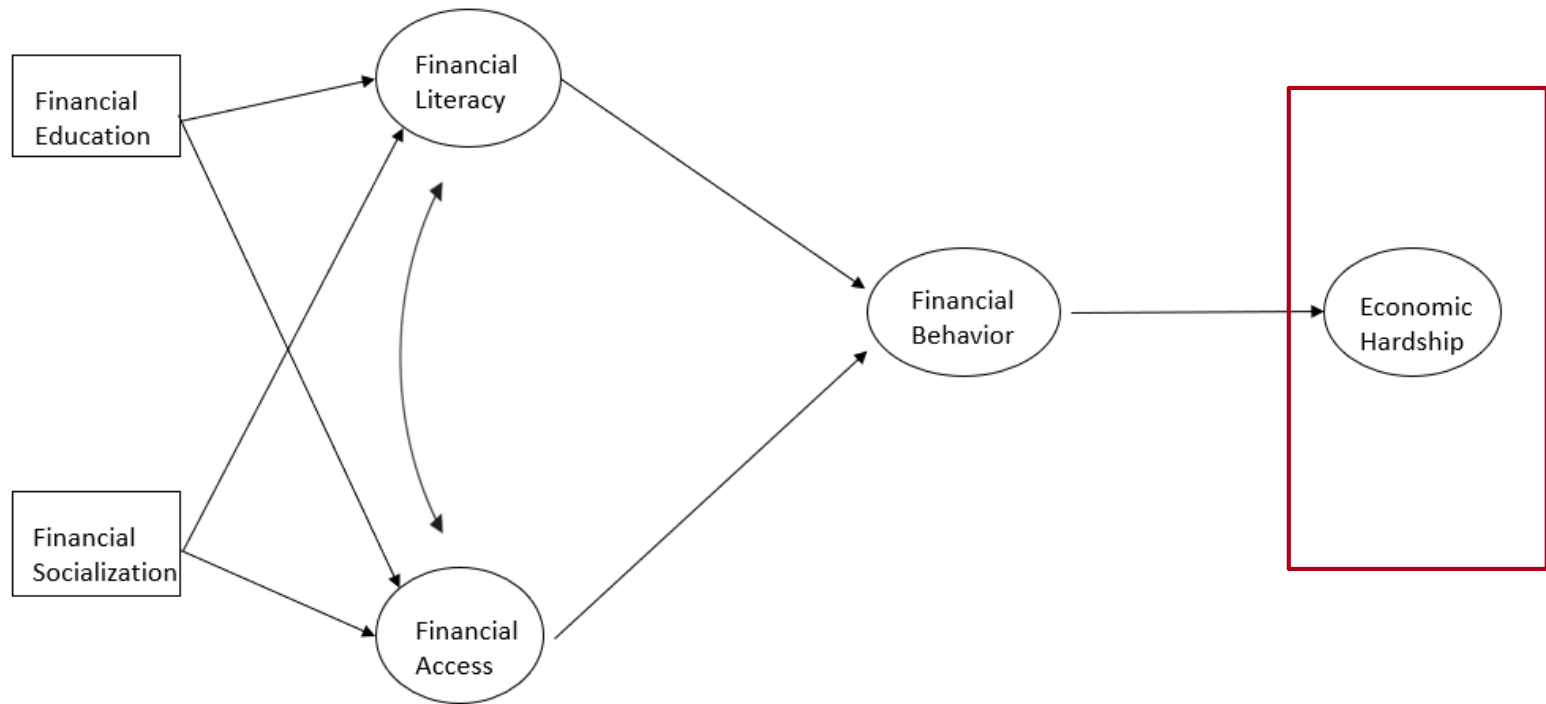 Financial
Literacy
Financial
Education
Financial
Behavior
Economic
Hardship
Financial
Socialization
Financial
Access